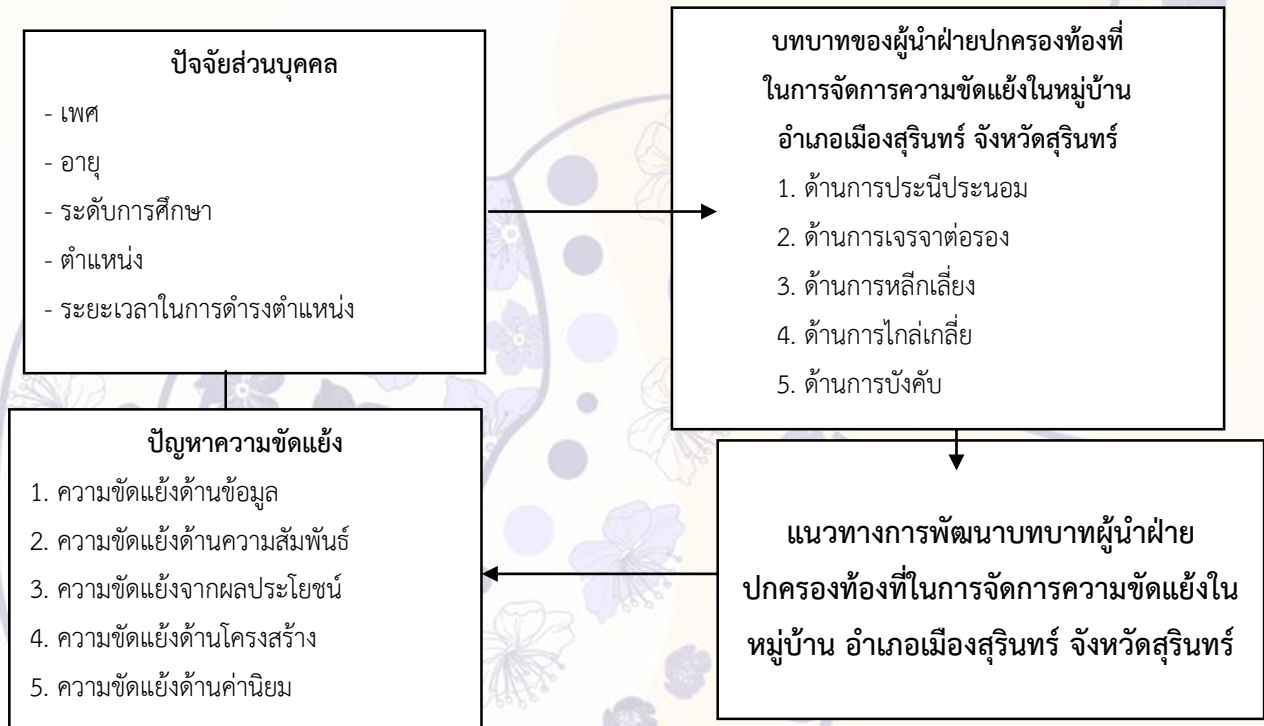 ปัจจัยส่วนบุคคล
- เพศ
- อายุ
- ระดับการศึกษา
- ตำแหน่ง
- ระยะเวลาในการดำรงตำแหน่ง
บทบาทของผู้นำฝ่ายปกครองท้องที่
ในการจัดการความขัดแย้งในหมู่บ้าน
อำเภอเมืองสุรินทร์ จังหวัดสุรินทร์
1. ด้านการประนีประนอม
2. ด้านการเจรจาต่อรอง
3. ด้านการหลีกเลี่ยง
4. ด้านการไกล่เกลี่ย
5. ด้านการบังคับ
ปัญหาความขัดแย้ง
1. ความขัดแย้งด้านข้อมูล
2. ความขัดแย้งด้านความสัมพันธ์
3. ความขัดแย้งจากผลประโยชน์
4. ความขัดแย้งด้านโครงสร้าง
5. ความขัดแย้งด้านค่านิยม
แนวทางการพัฒนาบทบาทผู้นำฝ่าย
ปกครองท้องที่ในการจัดการความขัดแย้งใน
หมู่บ้าน อำเภอเมืองสุรินทร์ จังหวัดสุรินทร์